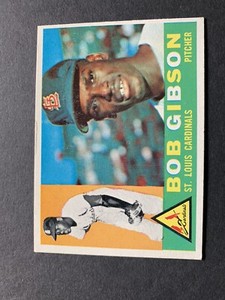 BOB GIBSON
ST. LOUIS CARDINALS PITCHER
Cardinals